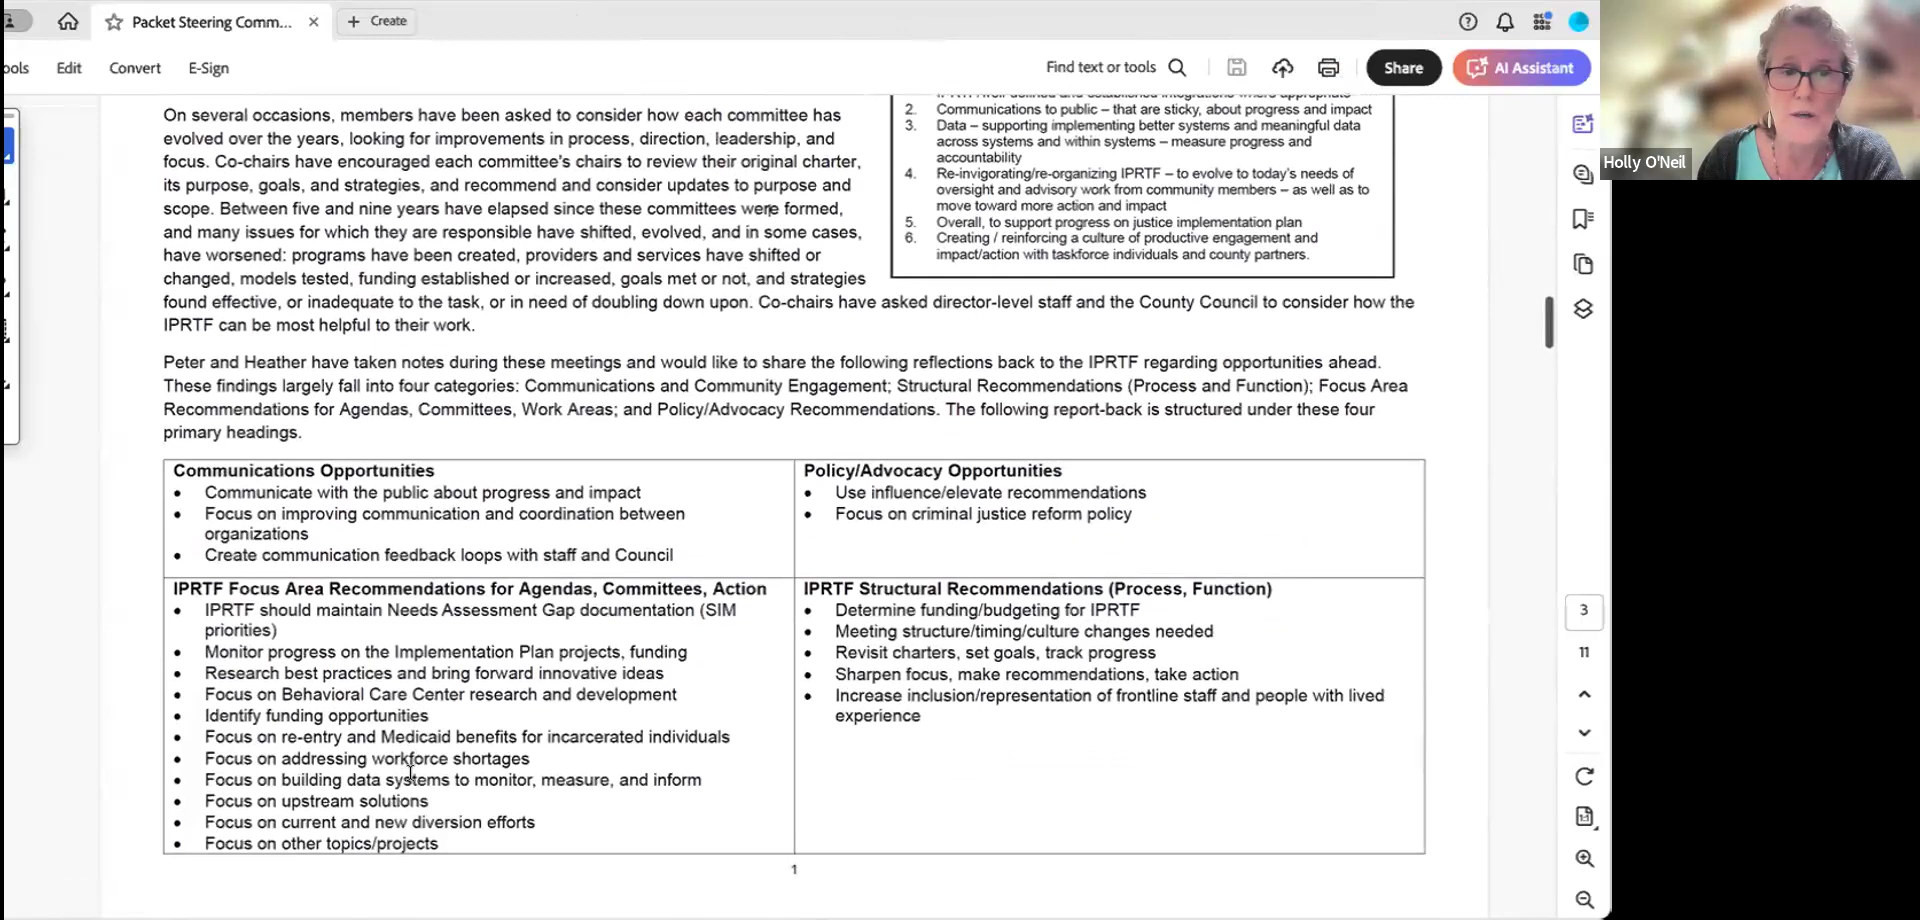 Packet Steering Comm...
Create
ools
Edit
Convert
E-Sign
Find text or tools
Share
AI Assistant
Holly O'Neil
On several occasions, members have been asked to consider how each committee has
evolved over the years, looking for improvements in process, direction, leadership, and
focus. Co-chairs have encouraged each committee's chairs to review their original charter,
its purpose, goals, and strategies, and recommend and consider updates to purpose and
scope. Between five and nine years have elapsed since these committees were formed,
and many issues for which they are responsible have shifted, evolved, and in some cases,
have worsened: programs have been created, providers and services have shifted or
changed, models tested, funding established or increased, goals met or not, and strategies
found effective, or inadequate to the task, or in need of doubling down upon. Co-chairs have asked director-level staff and the County Council to consider how the
IPRTF can be most helpful to their work.
2. Communications to public – that are sticky, about progress and impact
3. Data – supporting implementing better systems and meaningful data
across systems and within systems – measure progress and
accountability
4. Re-invigorating/re-organizing IPRTF – to evolve to today's needs of
oversight and advisory work from community members – as well as to
move toward more action and impact
5. Overall, to support progress on justice implementation plan
6. Creating / reinforcing a culture of productive engagement and
impact/action with taskforce individuals and county partners.
Peter and Heather have taken notes during these meetings and would like to share the following reflections back to the IPRTF regarding opportunities ahead.
These findings largely fall into four categories: Communications and Community Engagement; Structural Recommendations (Process and Function); Focus Area
Recommendations for Agendas, Committees, Work Areas; and Policy/Advocacy Recommendations. The following report-back is structured under these four
primary headings.
Communications Opportunities
• Communicate with the public about progress and impact
• Focus on improving communication and coordination between
organizations
• Create communication feedback loops with staff and Council
Policy/Advocacy Opportunities
• Use influence/elevate recommendations
• Focus on criminal justice reform policy
IPRTF Focus Area Recommendations for Agendas, Committees, Action
• IPRTF should maintain Needs Assessment Gap documentation (SIM
priorities)
• Monitor progress on the Implementation Plan projects, funding
• Research best practices and bring forward innovative ideas
• Focus on Behavioral Care Center research and development
• Identify funding opportunities
• Focus on re-entry and Medicaid benefits for incarcerated individuals
• Focus on addressing workforce shortages
• Focus on building data systems to monitor, measure, and inform
• Focus on upstream solutions
• Focus on current and new diversion efforts
• Focus on other topics/projects
IPRTF Structural Recommendations (Process, Function)
• Determine funding/budgeting for IPRTF
• Meeting structure/timing/culture changes needed
• Revisit charters, set goals, track progress
• Sharpen focus, make recommendations, take action
• Increase inclusion/representation of frontline staff and people with lived
experience
1
3
11